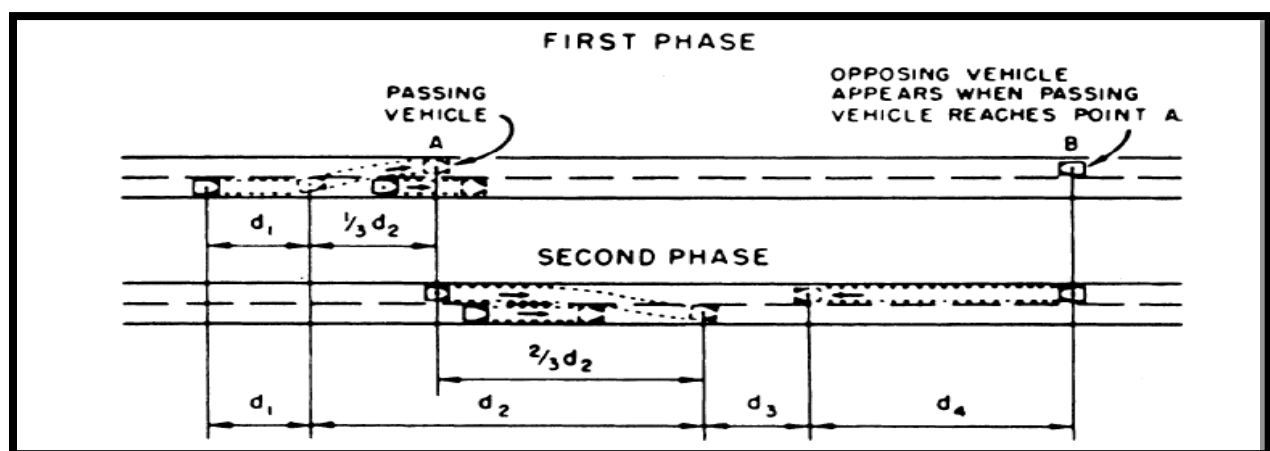 FIRST PHASE
OPPOSING VEHICLE
APPEARS WHEN PASSING
VEHICLE REACHES POINT A
PASSING
VEHICLE
A
B
d₁
⅓ d₂
SECOND PHASE
⅔ d₂
d₁
d₂
d₃
d₄